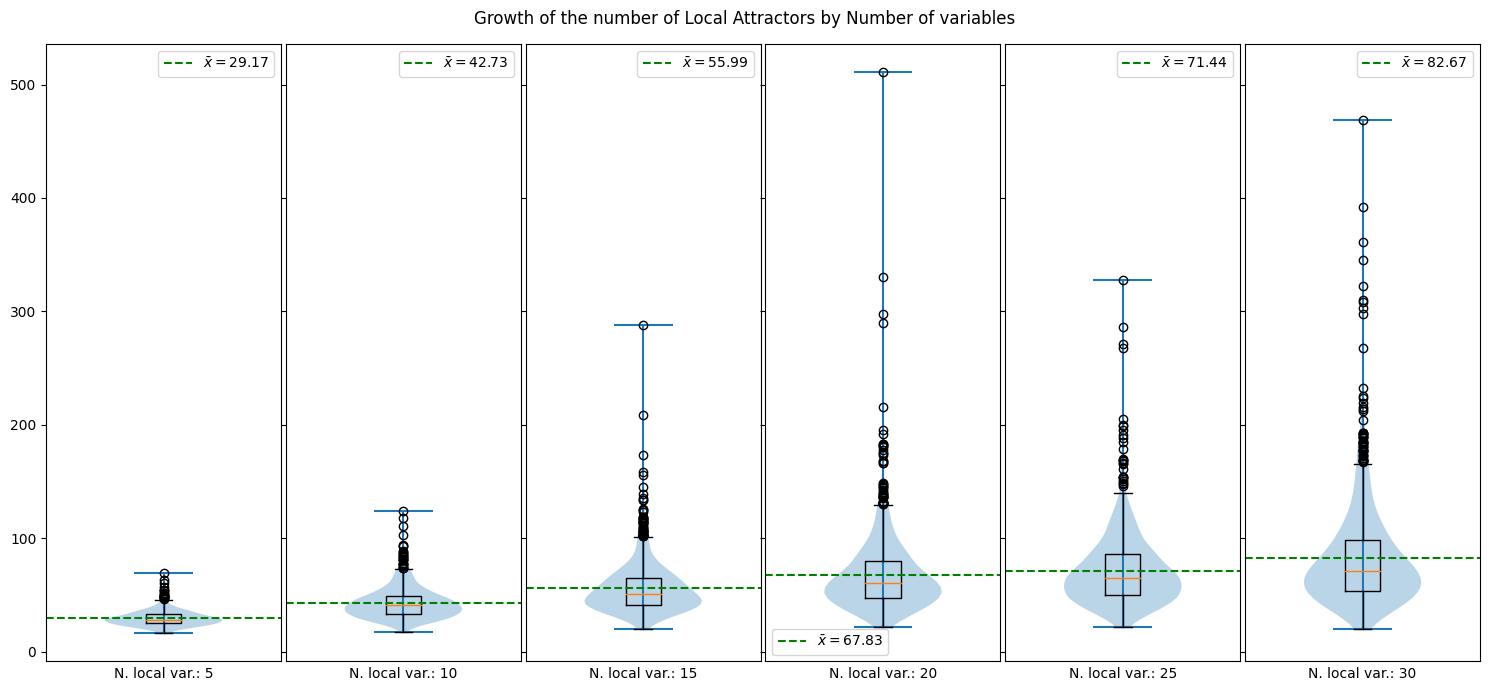 Growth of the number of Local Attractors by Number of variables
x̄ = 29.17
x̄ = 42.73
x̄ = 55.99
x̄ = 71.44
x̄ = 82.67
500
400
300
200
100
0
x̄ = 67.83
N. local var.: 5
N. local var.: 10
N. local var.: 15
N. local var.: 20
N. local var.: 25
N. local var.: 30